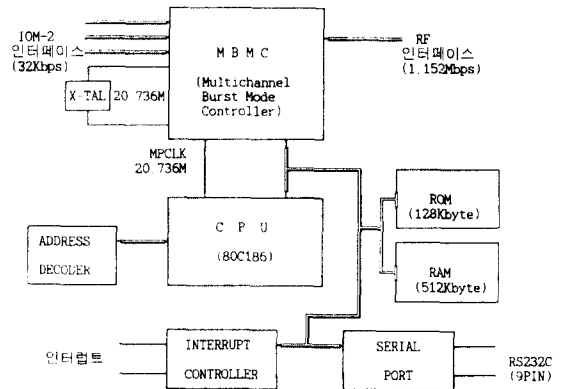 IOM-2
인터페이스
(32Kbps)
X-TAL
20 736M
M B M C
(Multichannel
Burst Mode
Controller)
RF
인터페이스
(1.152Mbps)
MPCLK
20 736M
C P U
(80C186)
ADDRESS
DECODER
ROM
(128Kbyte)
RAM
(512Kbyte)
인터럽트
INTERRUPT
CONTROLLER
SERIAL
PORT
RS232C
(9PIN)